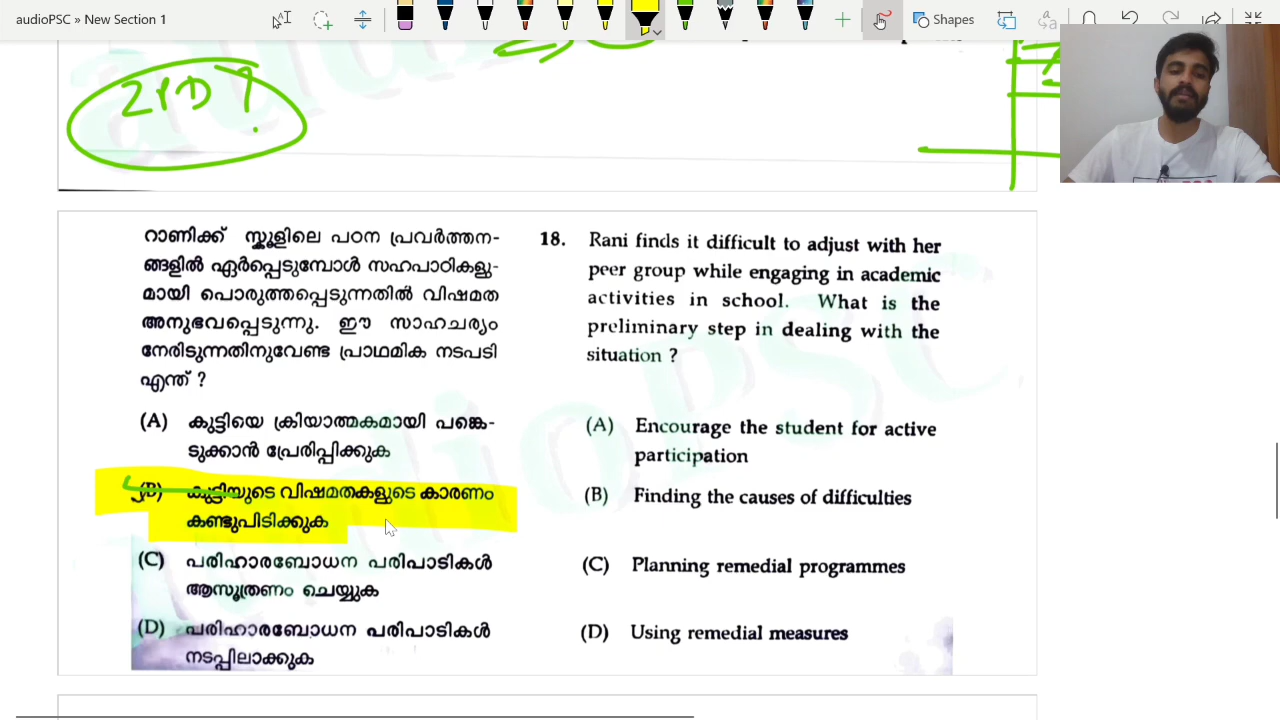 audioPSC » New Section 1
Shapes
ZPD ?
റാണിക്ക് സ്കൂളിലെ പഠന പ്രവർത്തന-
ങ്ങളിൽ ഏർപ്പെടുമ്പോൾ സഹപാഠികളു-
മായി പൊരുത്തപ്പെടുന്നതിൽ വിഷമത
അനുഭവപ്പെടുന്നു. ഈ സാഹചര്യം
നേരിടുന്നതിനുവേണ്ട പ്രാഥമിക നടപടി
എന്ത് ?
(A) കുട്ടിയെ ക്രിയാത്മകമായി പങ്കെ-
ടുക്കാൻ പ്രേരിപ്പിക്കുക
(B) കുട്ടിയുടെ വിഷമതകളുടെ കാരണം
കണ്ടുപിടിക്കുക
(C) പരിഹാരബോധന പരിപാടികൾ
ആസൂത്രണം ചെയ്യുക
(D) പരിഹാരബോധന പരിപാടികൾ
നടപ്പിലാക്കുക
18. Rani finds it difficult to adjust with her
peer group while engaging in academic
activities in school. What is the
preliminary step in dealing with the
situation ?
(A) Encourage the student for active
participation
(B) Finding the causes of difficulties
(C) Planning remedial programmes
(D) Using remedial measures
audioPSC